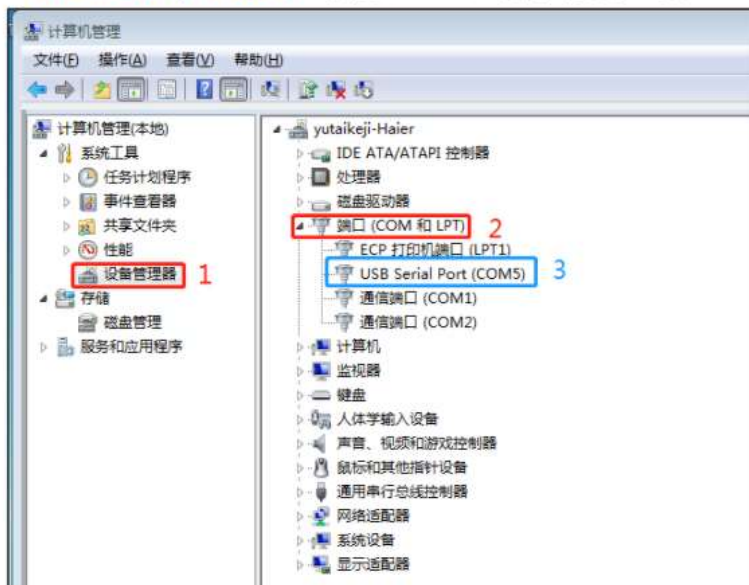 计算机管理
文件(F) 操作(A) 查看(V) 帮助(H)
计算机管理(本地)
系统工具
任务计划程序
事件查看器
共享文件夹
性能
设备管理器 1
存储
磁盘管理
服务和应用程序
yutaikeji-Haier
IDE ATA/ATAPI 控制器
处理器
磁盘驱动器
端口 (COM 和 LPT) 2
ECP 打印机端口 (LPT1)
USB Serial Port (COM5) 3
通信端口 (COM1)
通信端口 (COM2)
计算机
监视器
键盘
人体学输入设备
声音、视频和游戏控制器
鼠标和其他指针设备
通用串行总线控制器
网络适配器
系统设备
显示适配器